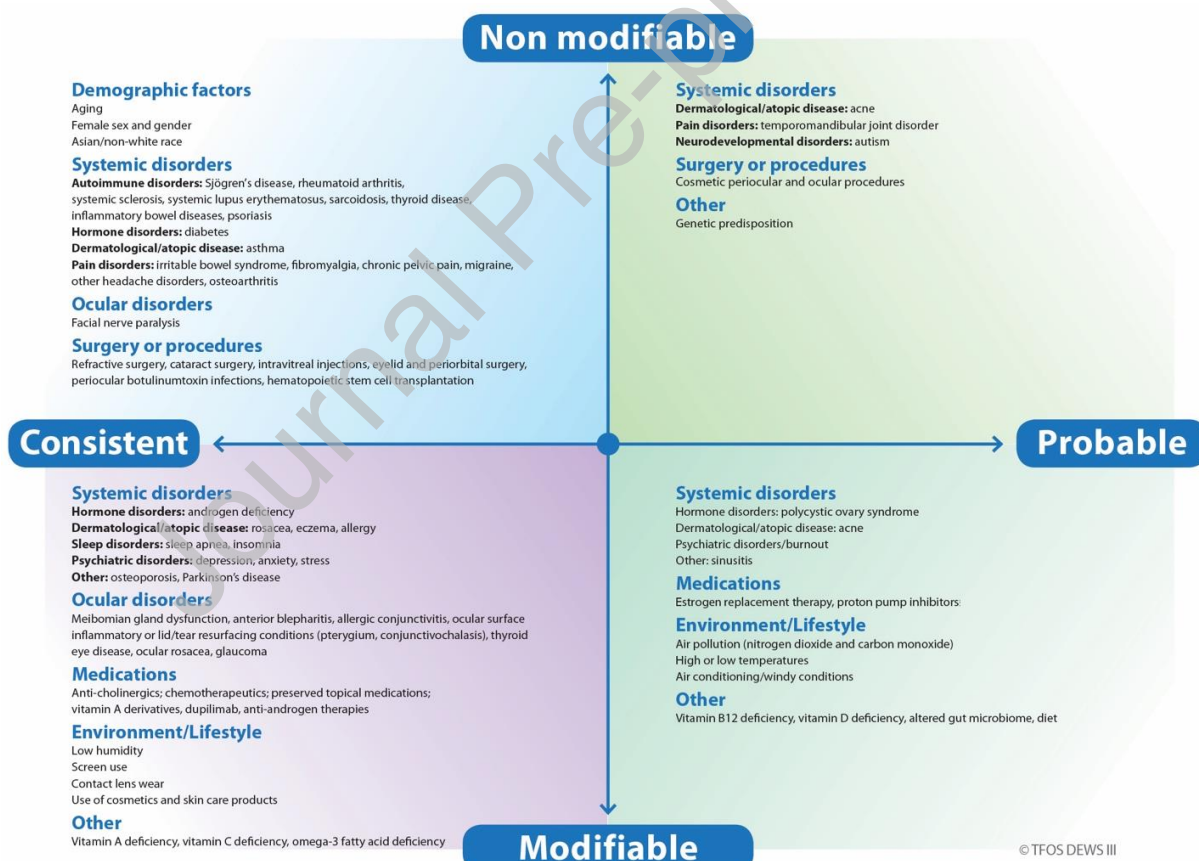 Non modifiable
Demographic factors
Aging
Female sex and gender
Asian/non-white race
Systemic disorders
Autoimmune disorders: Sjögren's disease, rheumatoid arthritis,
systemic sclerosis, systemic lupus erythematosus, sarcoidosis, thyroid disease,
inflammatory bowel diseases, psoriasis
Hormone disorders: diabetes
Dermatological/atopic disease: asthma
Pain disorders: irritable bowel syndrome, fibromyalgia, chronic pelvic pain, migraine,
other headache disorders, osteoarthritis
Ocular disorders
Facial nerve paralysis
Surgery or procedures
Refractive surgery, cataract surgery, intravitreal injections, eyelid and periorbital surgery,
periocular botulinumtoxin infections, hematopoietic stem cell transplantation
Systemic disorders
Dermatological/atopic disease: acne
Pain disorders: temporomandibular joint disorder
Neurodevelopmental disorders: autism
Surgery or procedures
Cosmetic periocular and ocular procedures
Other
Genetic predisposition
Consistent
Probable
Systemic disorders
Hormone disorders: androgen deficiency
Dermatological/atopic disease: rosacea, eczema, allergy
Sleep disorders: sleep apnea, insomnia
Psychiatric disorders: depression, anxiety, stress
Other: osteoporosis, Parkinson's disease
Ocular disorders
Meibomian gland dysfunction, anterior blepharitis, allergic conjunctivitis, ocular surface
inflammatory or lid/tear resurfacing conditions (pterygium, conjunctivochalasis), thyroid
eye disease, ocular rosacea, glaucoma
Medications
Anti-cholinergics; chemotherapeutics; preserved topical medications;
vitamin A derivatives, dupilimab, anti-androgen therapies
Environment/Lifestyle
Low humidity
Screen use
Contact lens wear
Use of cosmetics and skin care products
Other
Vitamin A deficiency, vitamin C deficiency, omega-3 fatty acid deficiency
Systemic disorders
Hormone disorders: polycystic ovary syndrome
Dermatological/atopic disease: acne
Psychiatric disorders/burnout
Other: sinusitis
Medications
Estrogen replacement therapy, proton pump inhibitors
Environment/Lifestyle
Air pollution (nitrogen dioxide and carbon monoxide)
High or low temperatures
Air conditioning/windy conditions
Other
Vitamin B12 deficiency, vitamin D deficiency, altered gut microbiome, diet
Modifiable
© TFOS DEWS III
Journal Pre-pr